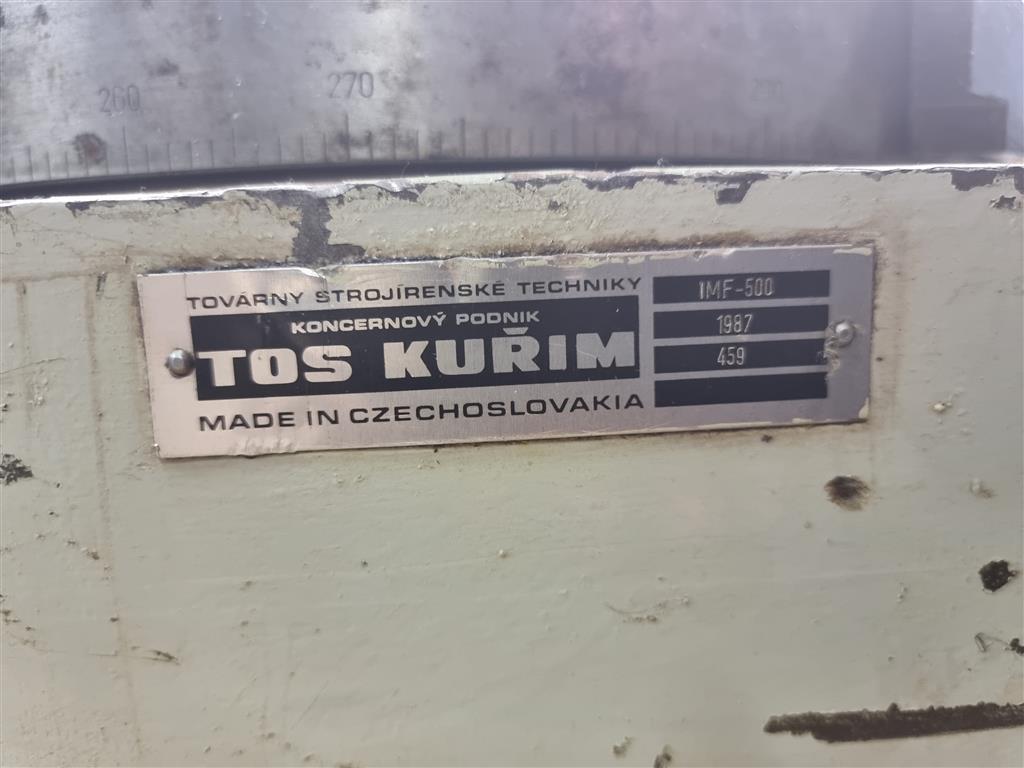 260 270
TOVÁRNY STROJÍRENSKÉ TECHNIKY
KONCERNOVÝ PODNIK
TOS KUŘIM
MADE IN CZECHOSLOVAKIA
IMF-500
1987
459